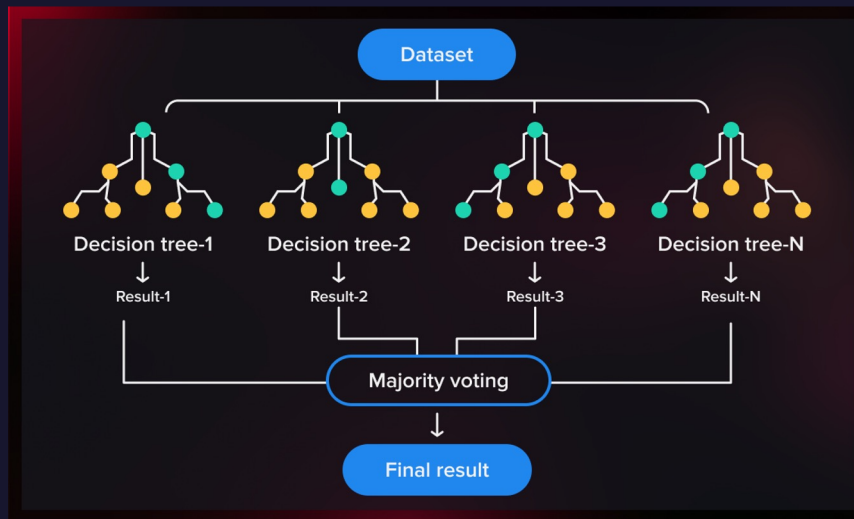 Dataset
Decision tree-1
Decision tree-2
Decision tree-3
Decision tree-N
Result-1
Result-2
Result-3
Result-N
Majority voting
Final result